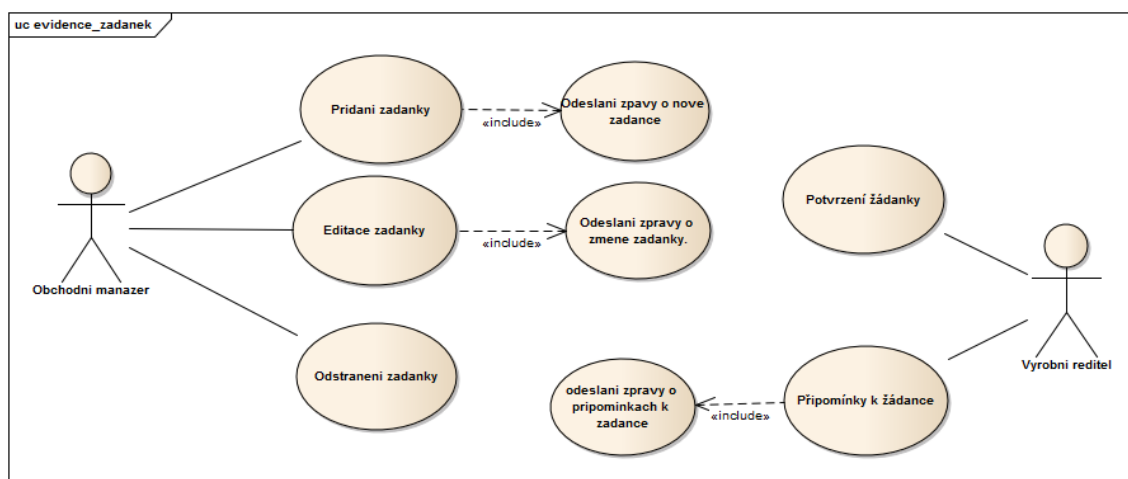 uc evidence_zadanek
Pridani zadanky
«include»
Odeslani zpavy o nove
zadance
Editace zadanky
«include»
Odeslani zpravy o
zmene zadanky.
Potvrzení žádanky
Obchodni manazer
Odstraneni zadanky
odeslani zpravy o
pripominkach k
zadance
«include»
Připomínky k žádance
Vyrobni reditel